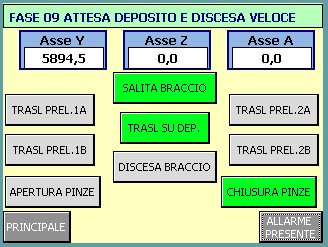 FASE 09 ATTESA DEPOSITO E DISCESA VELOCE
Asse Y
Asse Z
Asse A
5894,5
0,0
0,0
SALITA BRACCIO
TRASL PREL.1A
TRASL PREL.2A
TRASL SU DEP.
TRASL PREL.1B
TRASL PREL.2B
DISCESA BRACCIO
APERTURA PINZE
CHIUSURA PINZE
PRINCIPALE
ALLARME
PRESENTE